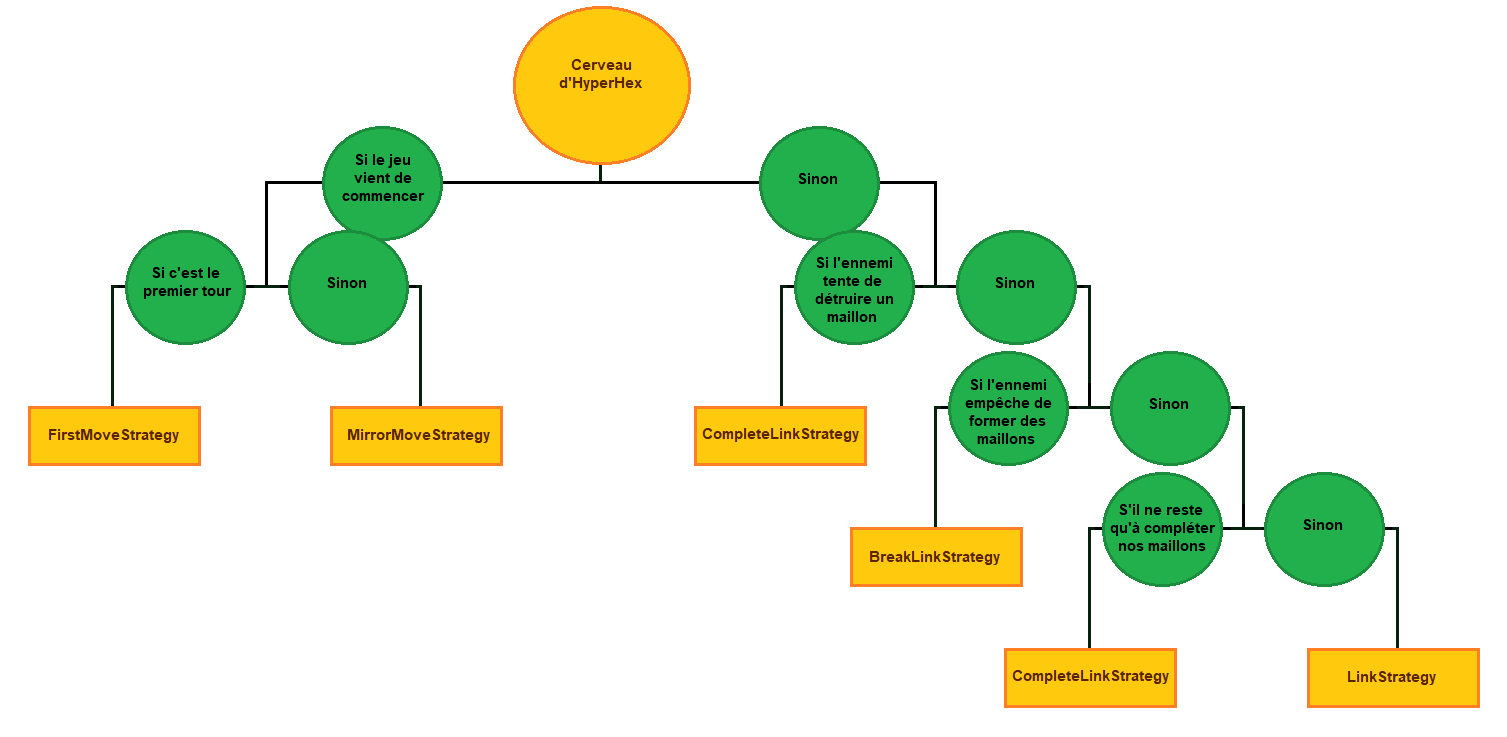 Cerveau
d'HyperHex
Si le jeu
vient de
commencer
Sinon
Si c'est le
premier tour
Sinon
Si l'ennemi
tente de
détruire un
maillon
Sinon
FirstMoveStrategy
MirrorMoveStrategy
CompleteLinkStrategy
Si l'ennemi
empêche de
former des
maillons
Sinon
BreakLinkStrategy
S'il ne reste
qu'à compléter
nos maillons
Sinon
CompleteLinkStrategy
LinkStrategy